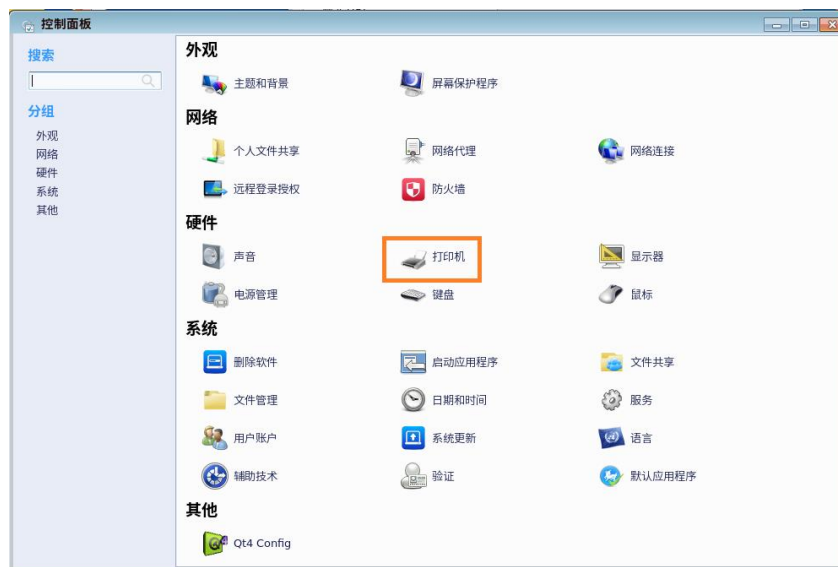 控制面板
搜索
分组
外观
网络
硬件
系统
其他
外观
主题和背景
屏幕保护程序
网络
个人文件共享
网络代理
网络连接
远程登录授权
防火墙
硬件
声音
打印机
显示器
电源管理
键盘
鼠标
系统
删除软件
启动应用程序
文件共享
文件管理
日期和时间
服务
用户账户
系统更新
语言
辅助技术
验证
默认应用程序
其他
Qt4 Config